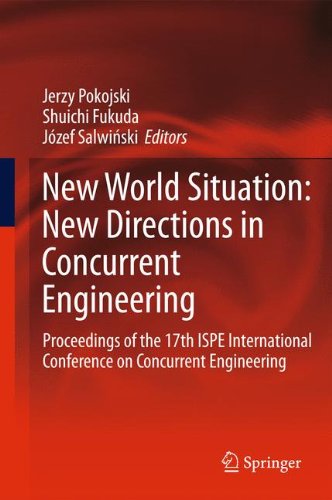 Jerzy Pokojski
Shuichi Fukuda
Józef Salwiński Editors
New World Situation:
New Directions in
Concurrent
Engineering
Proceedings of the 17th ISPE International
Conference on Concurrent Engineering
Springer